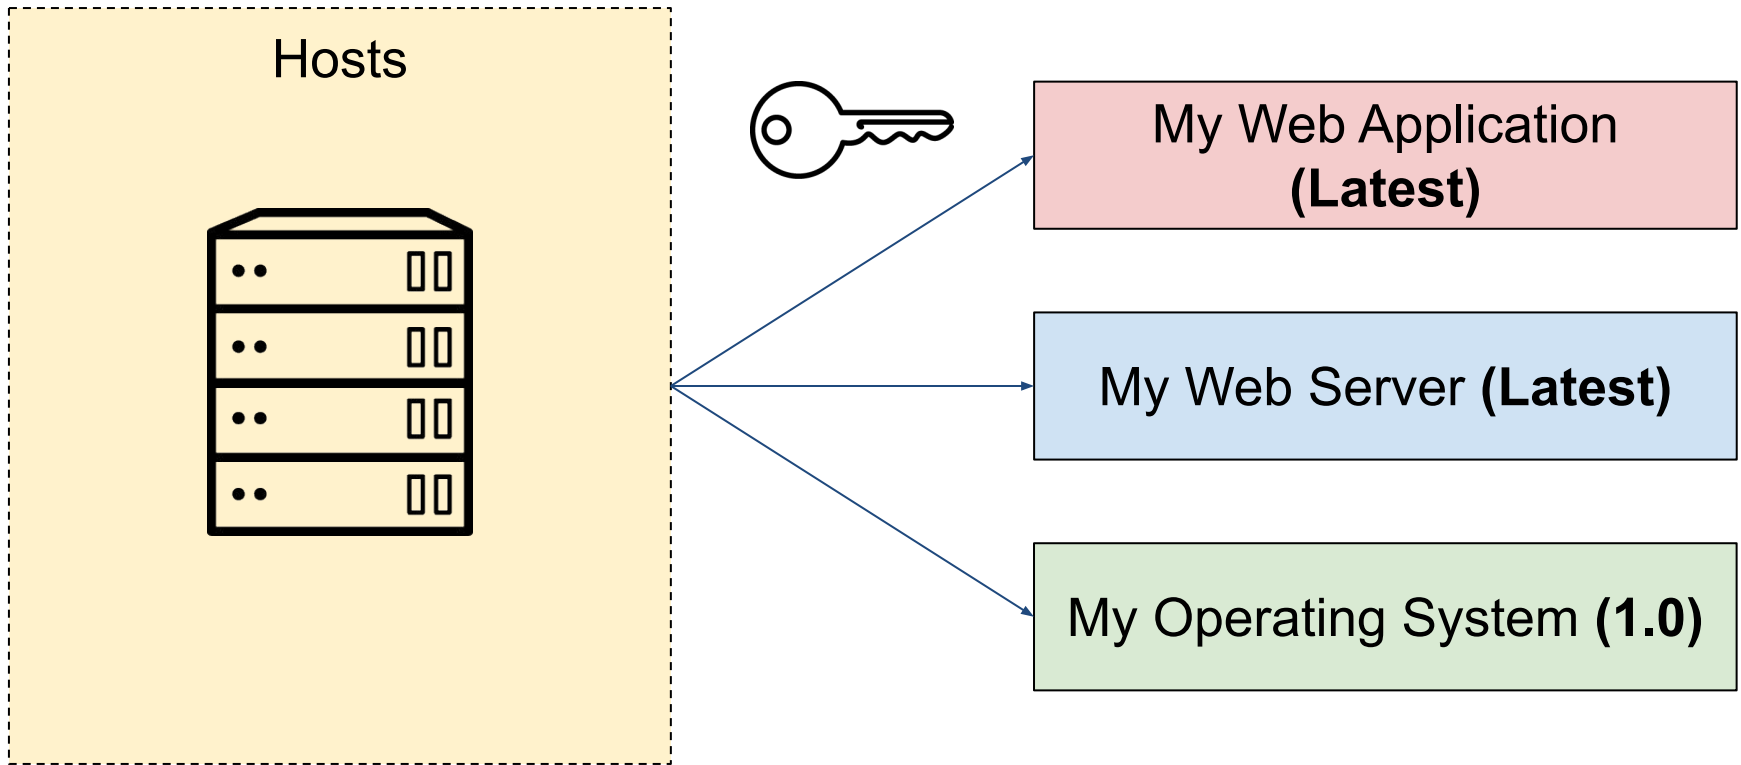 Hosts
My Web Application
(Latest)
My Web Server (Latest)
My Operating System (1.0)